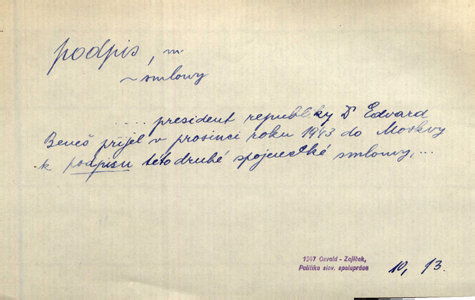 podpis, m
~ smlouvy
.... president republiky Dr Edvard
Beneš přijel v prosinci roku 1943 do Moskvy
k podpisu této druhé spojenecké smlouvy,...
1947 Osvald - Zajíček,
Politika slov. spolupráce
10, 13.